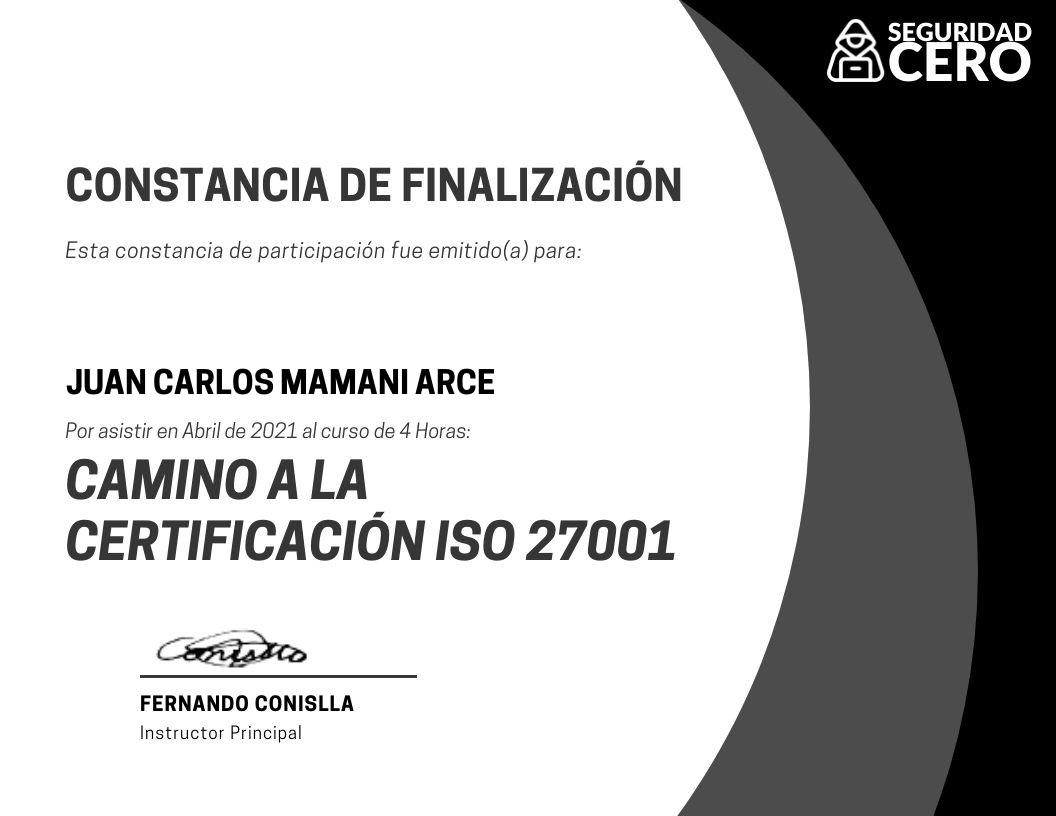 SEGURIDAD
CERO
CONSTANCIA DE FINALIZACIÓN
Esta constancia de participación fue emitido(a) para:
JUAN CARLOS MAMANI ARCE
Por asistir en Abril de 2021 al curso de 4 Horas:
CAMINO A LA
CERTIFICACIÓN ISO 27001
Conislla
FERNANDO CONISLLA
Instructor Principal